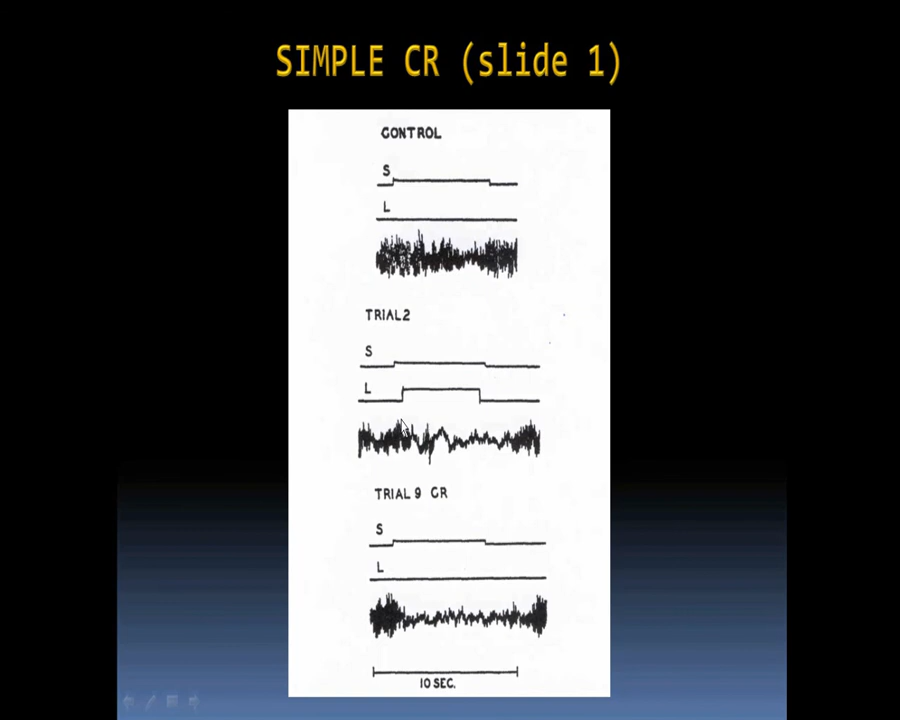 SIMPLE CR (slide 1)
CONTROL
S
L
TRIAL 2
S
L
TRIAL 9 CR
S
L
10 SEC.